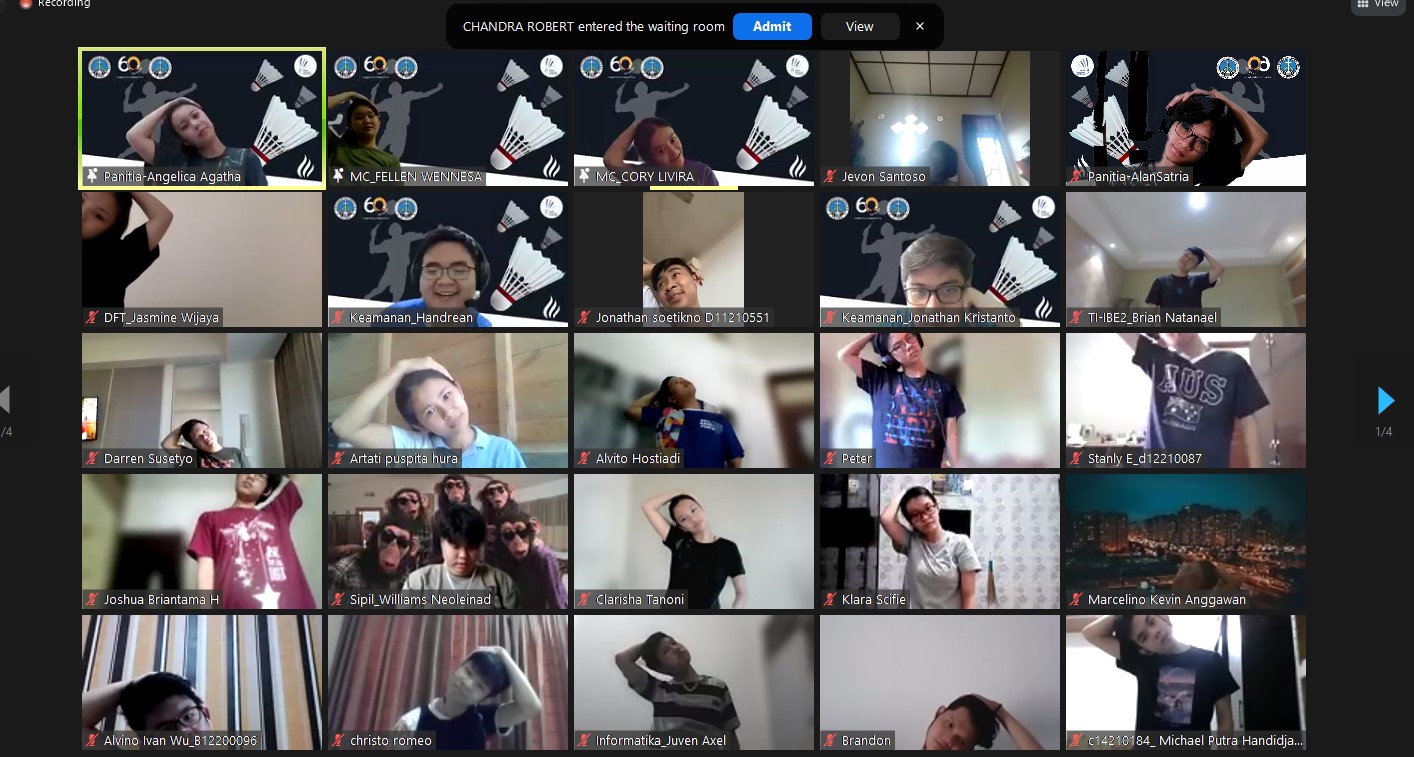 Recording
CHANDRA ROBERT entered the waiting room
Admit
View
View
Panitia-Angelica Agatha
MC_FELLEN WENNESA
MC_CORY LIVIRA
Jevon Santoso
Panitia-AlanSatria
DFT_Jasmine Wijaya
Keamanan_Handrean
Jonathan soetikno D11210551
Keamanan_Jonathan Kristanto
TI-IBE2_Brian Natanael
/4
1/4
Darren Susetyo
Artati puspita hura
Alvito Hostiadi
Peter
AUS
Stanly E_d12210087
Joshua Briantama H
Sipil_Williams Neoleinad
Clarisha Tanoni
Klara Scifie
Marcelino Kevin Anggawan
Alvino Ivan Wu_B12200096
christo romeo
Informatika_Juven Axel
Brandon
c14210184_ Michael Putra Handidja...